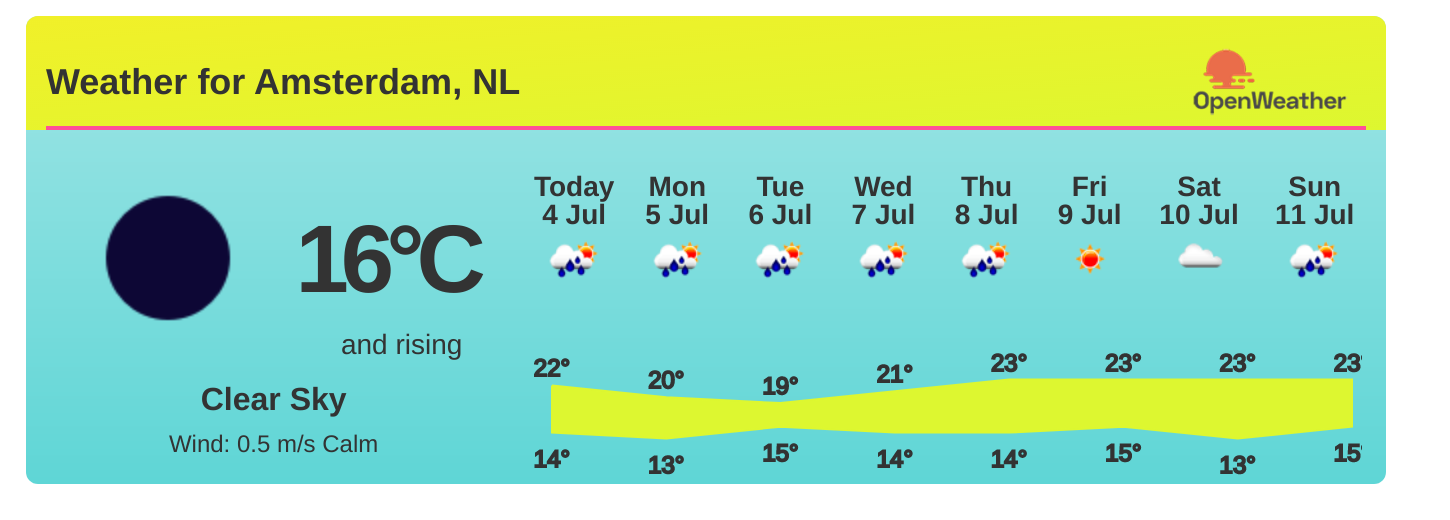 Weather for Amsterdam, NL
OpenWeather
16°C
and rising
Clear Sky
Wind: 0.5 m/s Calm
Today Mon Tue Wed Thu Fri Sat Sun
4 Jul 5 Jul 6 Jul 7 Jul 8 Jul 9 Jul 10 Jul 11 Jul
22° 20° 19° 21° 23° 23° 23° 23°
14° 13° 15° 14° 14° 15° 13° 15°